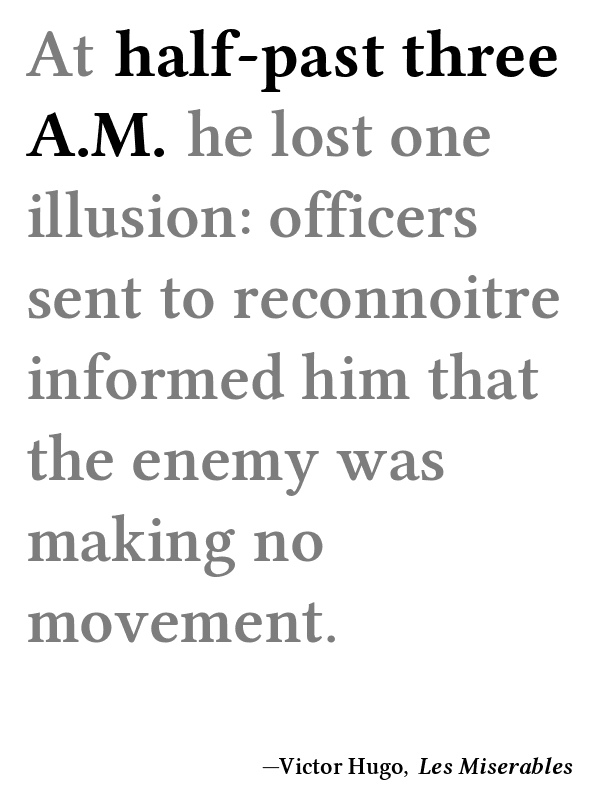 At half-past three
A.M. he lost one
illusion: officers
sent to reconnoitre
informed him that
the enemy was
making no
movement.
—Victor Hugo, Les Miserables